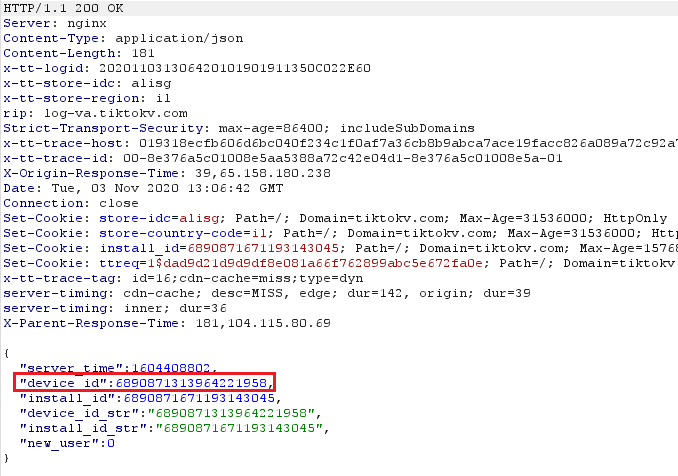 HTTP/1.1 200 OK
Server: nginx
Content-Type: application/json
Content-Length: 181
x-tt-logid: 202011031306420101901911350C022E60
x-tt-store-idc: alisg
x-tt-store-region: il
rip: log-va.tiktokv.com
Strict-Transport-Security: max-age=86400; includeSubDomains
x-tt-trace-host: 019318ecfb606d6bc040f234c1f0af7a36cb8b9abca7ace19facc826a089a72c92a7
x-tt-trace-id: 00-8e376a5c01008e5aa5388a72c42e04d1-8e376a5c01008e5a-01
X-Origin-Response-Time: 39,65.158.180.238
Date: Tue, 03 Nov 2020 13:06:42 GMT
Connection: close
Set-Cookie: store-idc=alisg; Path=/; Domain=tiktokv.com; Max-Age=31536000; HttpOnly
Set-Cookie: store-country-code=il; Path=/; Domain=tiktokv.com; Max-Age=31536000; Ht
Set-Cookie: install_id=6890871671193143045; Path=/; Domain=tiktokv.com; Max-Age=1576
Set-Cookie: ttreq=1$dad9d21d9d9df8e081a66f762899abc5e672fa0e; Path=/; Domain=tiktok
x-tt-trace-tag: id=16;cdn-cache=miss;type=dyn
server-timing: cdn-cache; desc=MISS, edge; dur=142, origin; dur=39
server-timing: inner; dur=36
X-Parent-Response-Time: 181,104.115.80.69
{
"server_time":1604408802,
"device_id":6890871313964221958,
"install_id":6890871671193143045,
"device_id_str":"6890871313964221958",
"install_id_str":"6890871671193143045",
"new_user":0
}